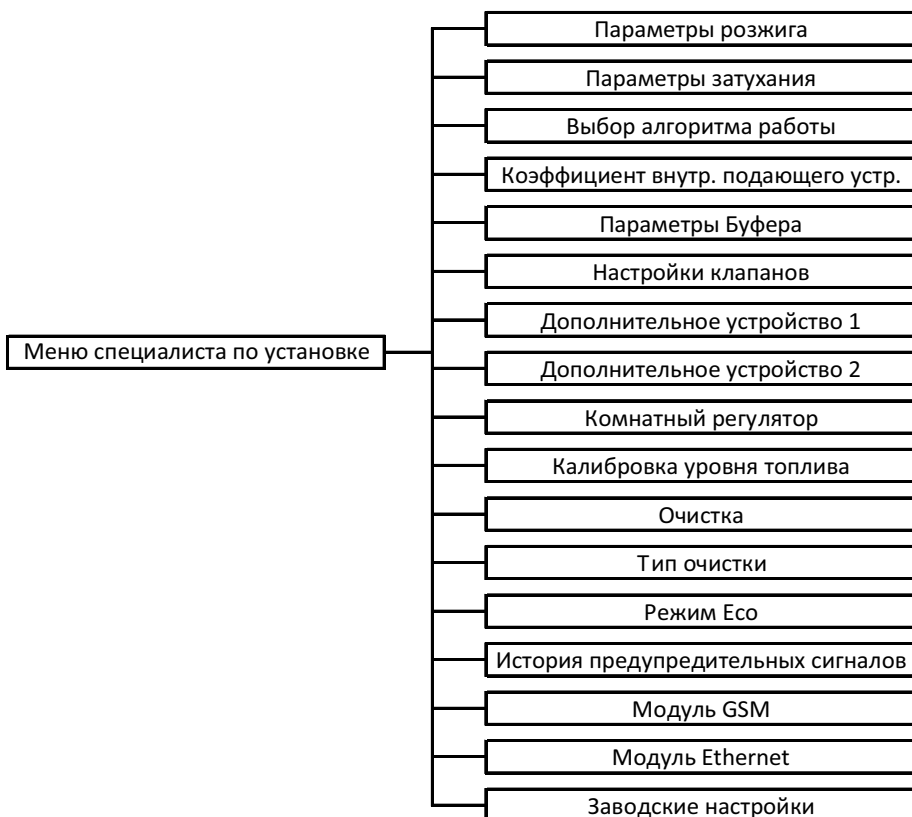 Параметры розжига
Параметры затухания
Выбор алгоритма работы
Коэффициент внутр. подающего устр.
Параметры Буфера
Настройки клапанов
Дополнительное устройство 1
Меню специалиста по установке
Дополнительное устройство 2
Комнатный регулятор
Калибровка уровня топлива
Очистка
Тип очистки
Режим Eco
История предупредительных сигналов
Модуль GSM
Модуль Ethernet
Заводские настройки